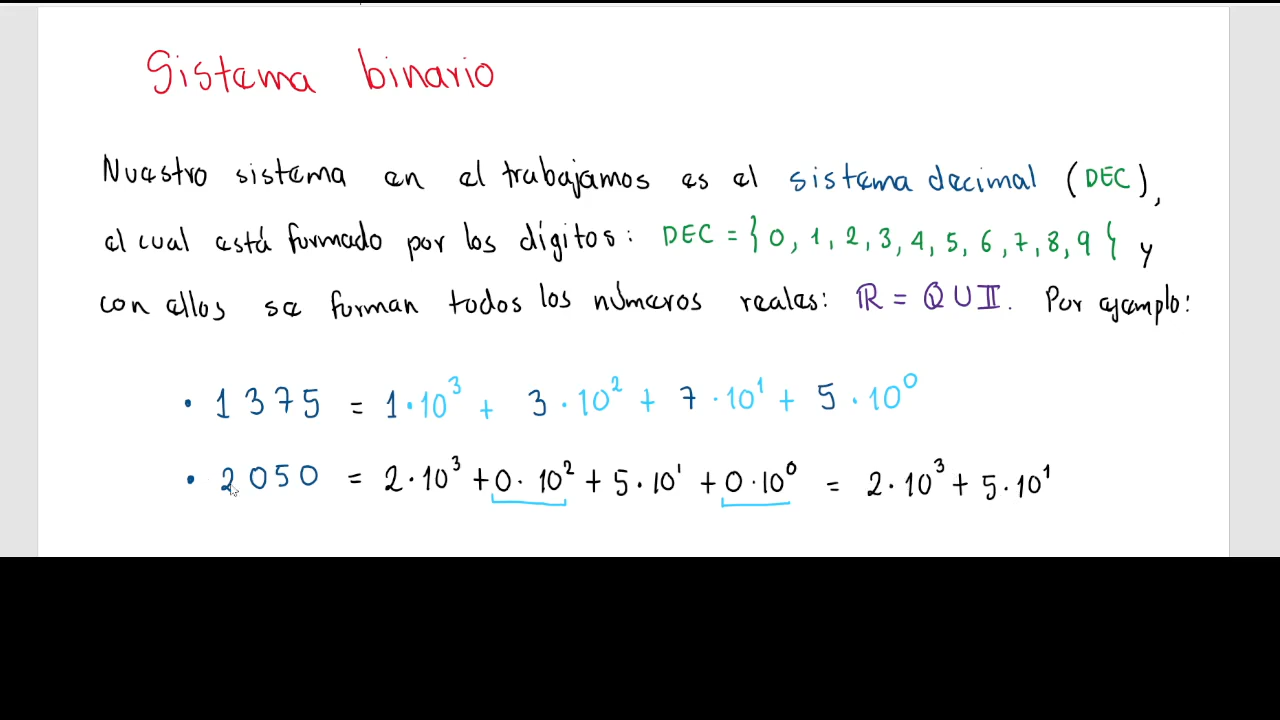 Sistema binario
Nuestro sistema en el trabajamos es el sistema decimal (DEC),
el cual está formado por los dígitos: DEC = { 0, 1, 2, 3, 4, 5, 6, 7, 8, 9 } y
con ellos se forman todos los números reales: ℝ = ℚ ∪ 𝕀. Por ejemplo:
• 1375 = 1·10³ + 3·10² + 7·10¹ + 5·10⁰
• 2050 = 2·10³ + 0·10² + 5·10¹ + 0·10⁰ = 2·10³ + 5·10¹